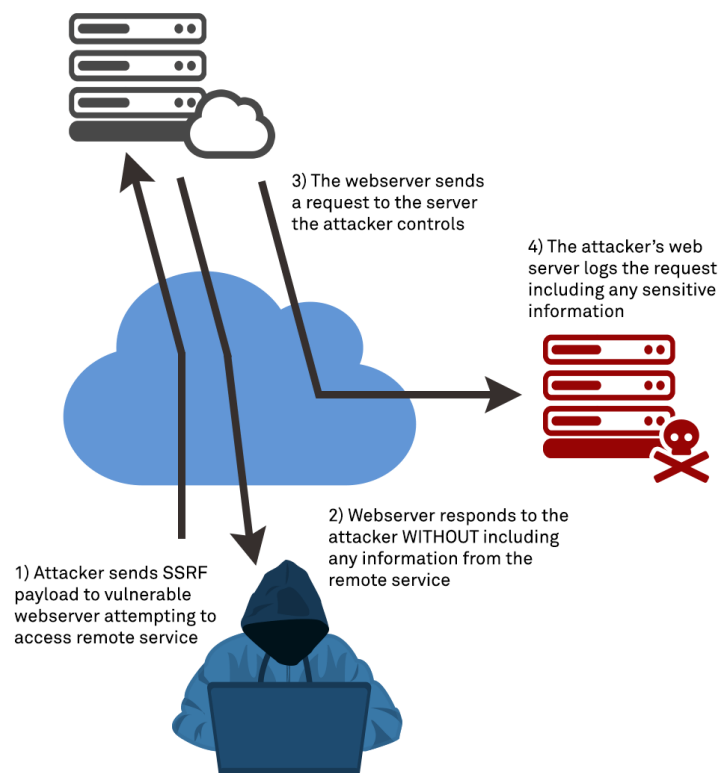 3) The webserver sends
a request to the server
the attacker controls
4) The attacker's web
server logs the request
including any sensitive
information
2) Webserver responds to the
attacker WITHOUT including
any information from the
remote service
1) Attacker sends SSRF
payload to vulnerable
webserver attempting to
access remote service